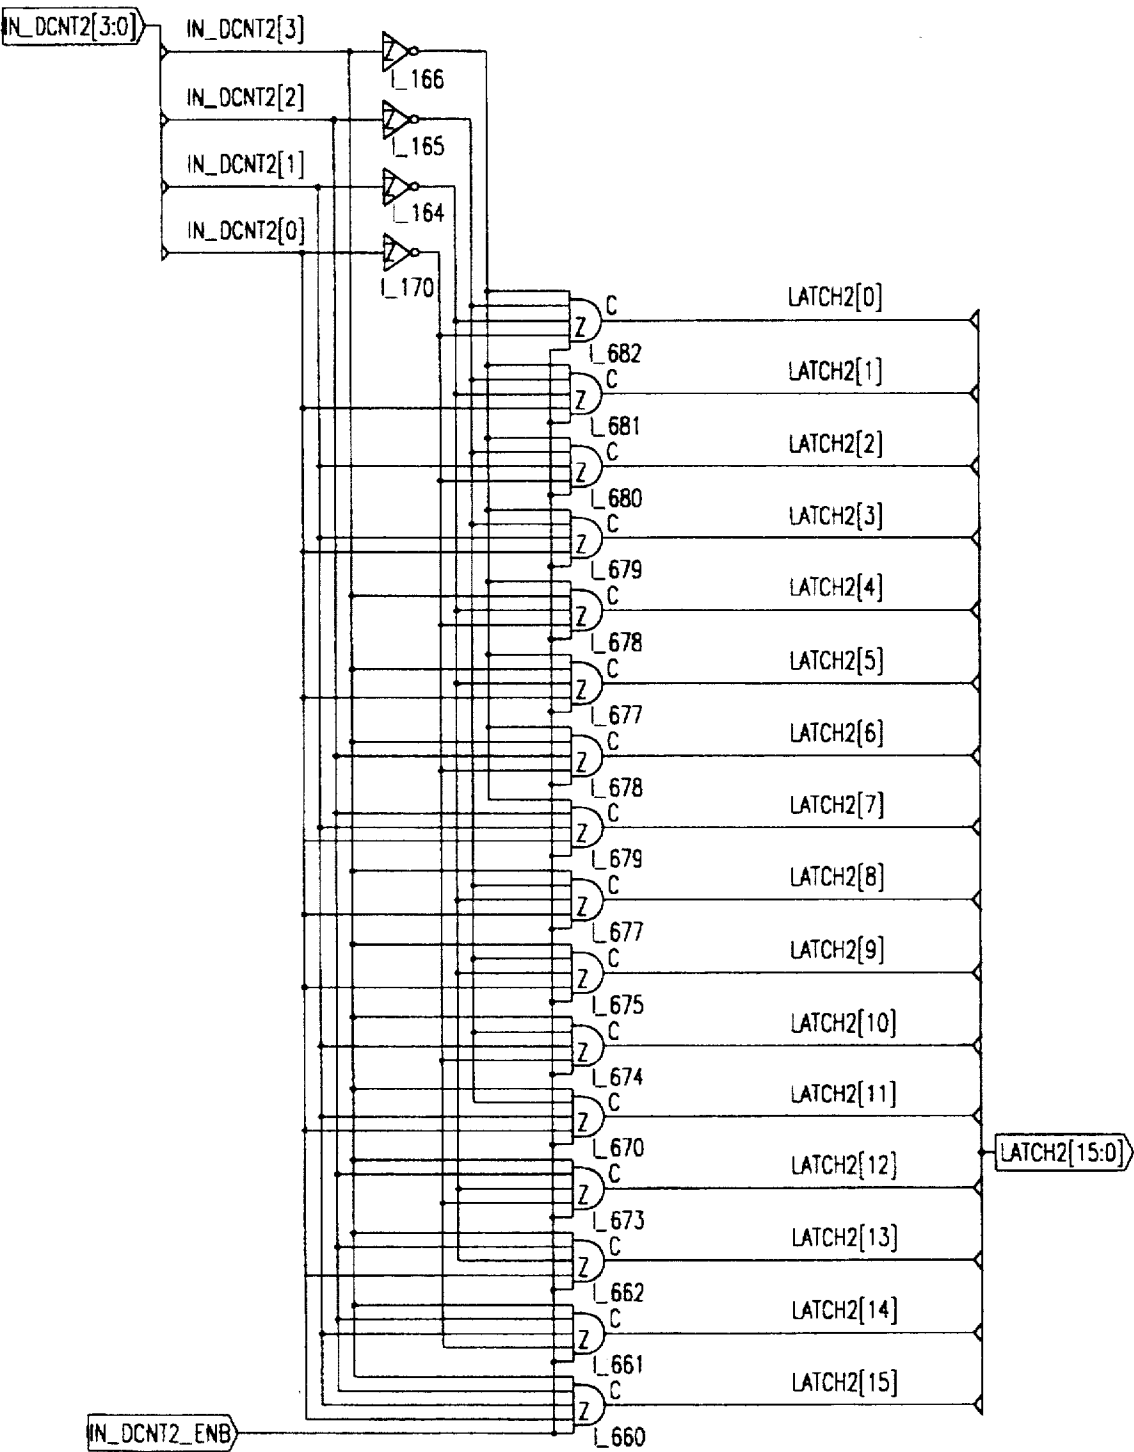 IN_DCNT2[3:0]
IN_DCNT2[3]
I_166
IN_DCNT2[2]
I_165
IN_DCNT2[1]
I_164
IN_DCNT2[0]
I_170
C
LATCH2[0]
Z
I_682
C
LATCH2[1]
Z
I_681
C
LATCH2[2]
Z
I_680
C
LATCH2[3]
Z
I_679
C
LATCH2[4]
Z
I_678
C
LATCH2[5]
Z
I_677
C
LATCH2[6]
Z
I_678
C
LATCH2[7]
Z
I_679
C
LATCH2[8]
Z
I_677
C
LATCH2[9]
Z
I_675
C
LATCH2[10]
Z
I_674
C
LATCH2[11]
Z
I_670
C
LATCH2[12]
Z
I_673
C
LATCH2[13]
Z
I_662
C
LATCH2[14]
Z
I_661
C
LATCH2[15]
Z
I_660
LATCH2[15:0]
IN_DCNT2_ENB